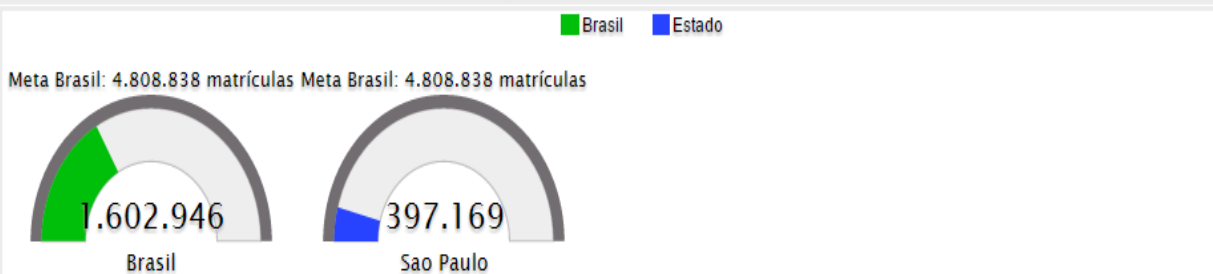 Brasil Estado
Meta Brasil: 4.808.838 matrículas Meta Brasil: 4.808.838 matrículas
1.602.946 397.169
Brasil Sao Paulo